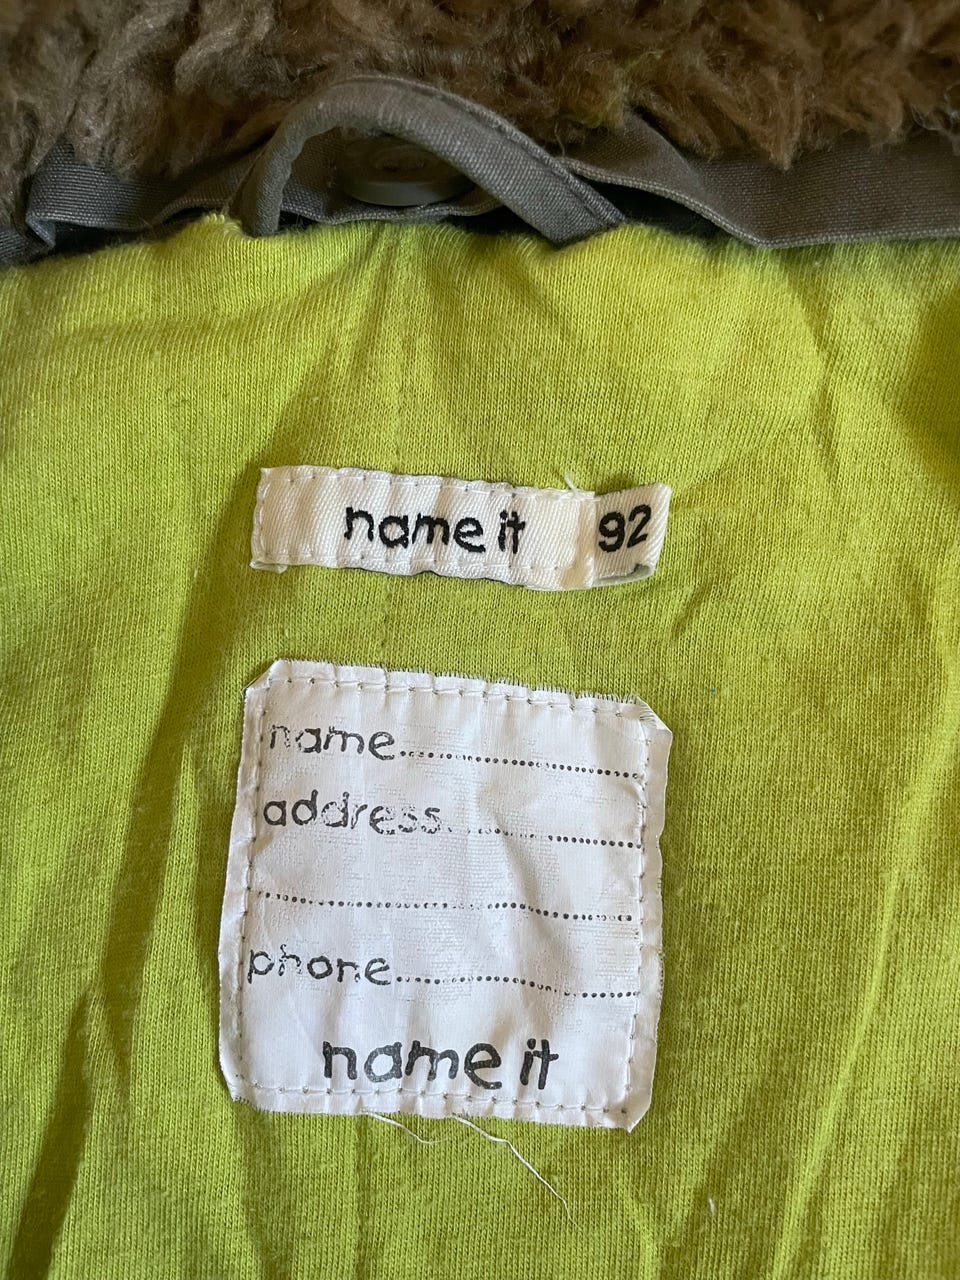 name it 92
name........................
address.....................
................................
phone.......................
name it